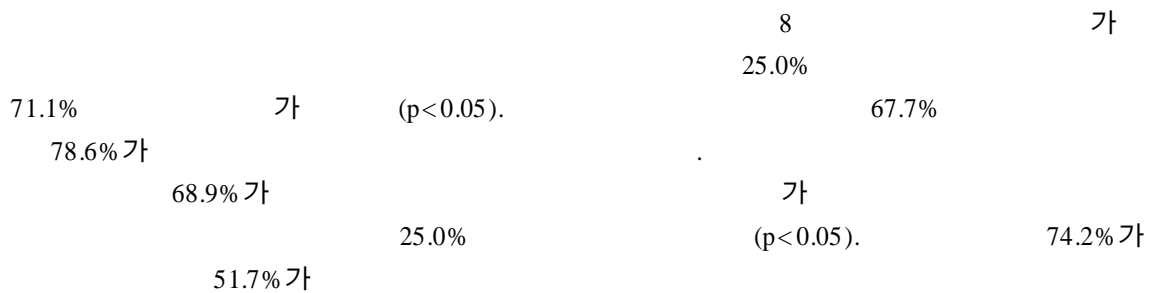 8 가
25.0%
71.1% 가 (p<0.05). 67.7%
78.6%가 .
68.9%가 가
25.0% (p<0.05). 74.2%가
51.7%가